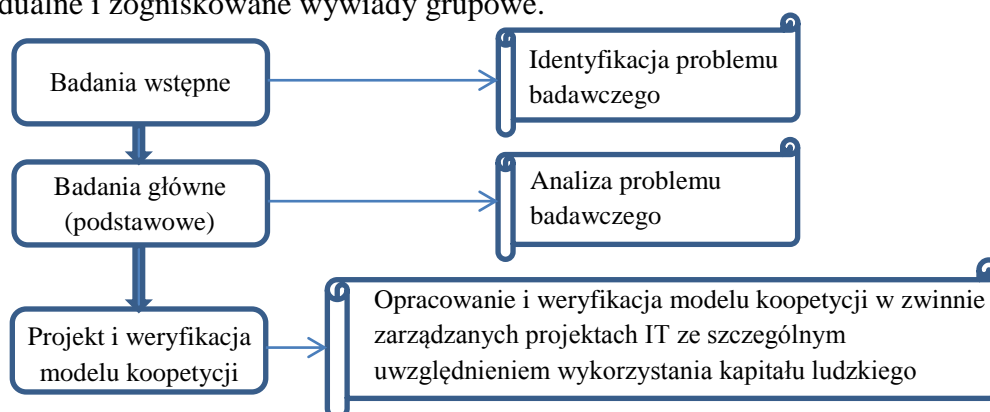 dualne i zogniskowane wywiady grupowe.
Badania wstępne
Identyfikacja problemu
badawczego
Badania główne
(podstawowe)
Analiza problemu
badawczego
Projekt i weryfikacja
modelu koopetycji
Opracowanie i weryfikacja modelu koopetycji w zwinnie
zarządzanych projektach IT ze szczególnym
uwzględnieniem wykorzystania kapitału ludzkiego